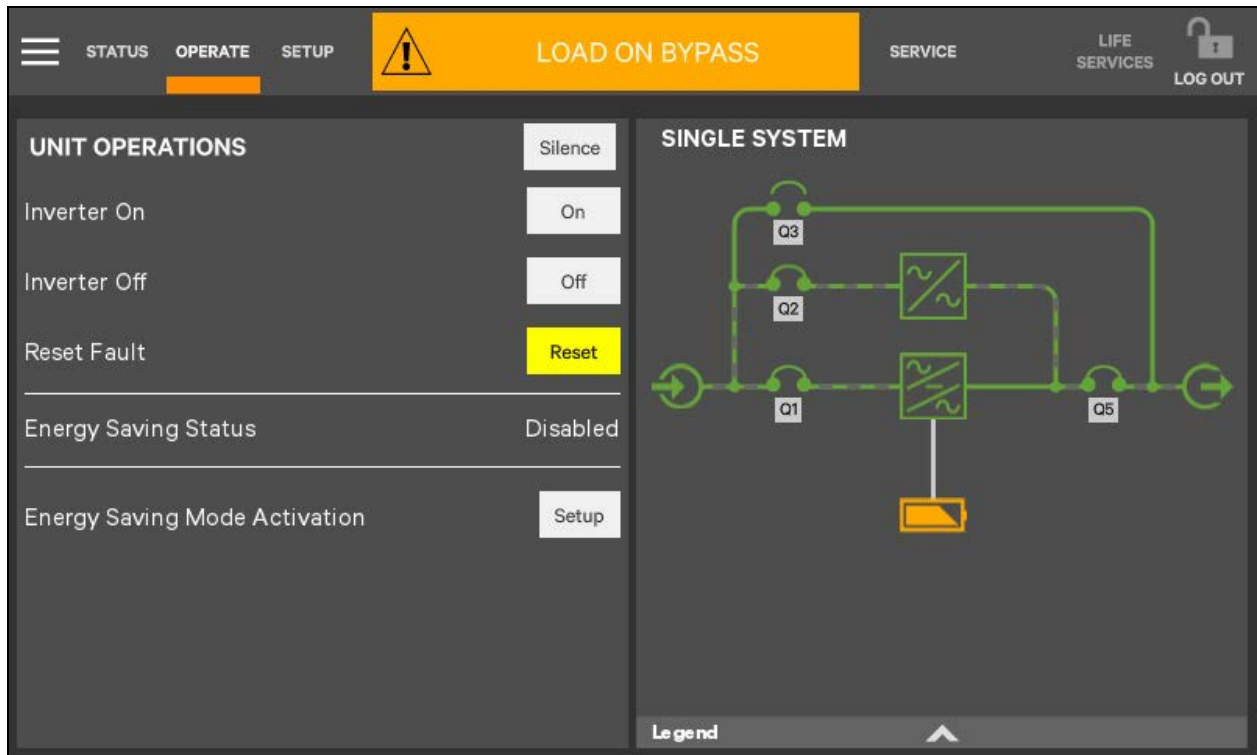 STATUS OPERATE SETUP
LOAD ON BYPASS
SERVICE
LIFE
SERVICES
LOG OUT
UNIT OPERATIONS
Silence
Inverter On
On
Inverter Off
Off
Reset Fault
Reset
Energy Saving Status
Disabled
Energy Saving Mode Activation
Setup
SINGLE SYSTEM
Q3
Q2
Q1
Q5
Legend